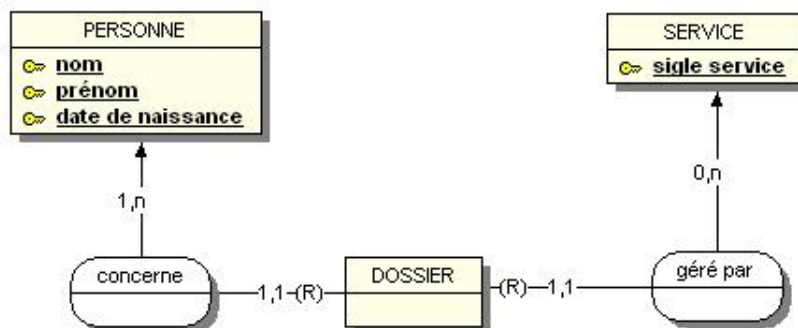 PERSONNE
nom
prénom
date de naissance
SERVICE
sigle service
1,n
0,n
concerne
1,1 (R)
DOSSIER
(R) 1,1
géré par